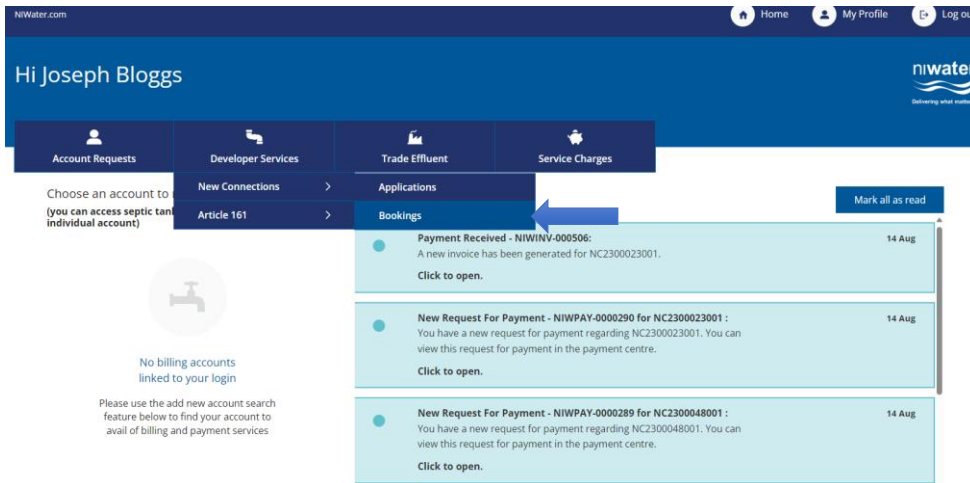 NIWater.com
Home
My Profile
Log ou
Hi Joseph Bloggs
niwater
Delivering what matters
Account Requests
Developer Services
Trade Effluent
Service Charges
New Connections >
Applications
Article 161 >
Bookings
Choose an account to
(you can access septic tan
individual account)
Mark all as read
No billing accounts
linked to your login
Please use the add new account search
feature below to find your account to
avail of billing and payment services
Payment Received - NIWINV-000506:
14 Aug
A new invoice has been generated for NC2300023001.
Click to open.
New Request For Payment - NIWPAY-0000290 for NC2300023001 :
14 Aug
You have a new request for payment regarding NC2300023001. You can
view this request for payment in the payment centre.
Click to open.
New Request For Payment - NIWPAY-0000289 for NC2300048001 :
14 Aug
You have a new request for payment regarding NC2300048001. You can
view this request for payment in the payment centre.
Click to open.